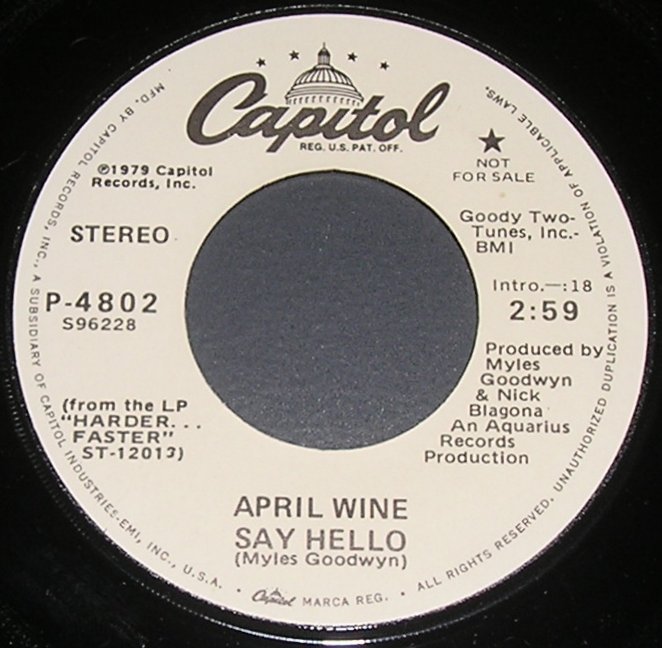 Capitol
REG. U.S. PAT. OFF.
★
NOT
FOR SALE
℗1979 Capitol
Records, Inc.
STEREO
P-4802
S96228
(from the LP
"HARDER...
FASTER"
ST-12013)
Goody Two-
Tunes, Inc.-
BMI
Intro.—:18
2:59
Produced by
Myles
Goodwyn
& Nick
Blagona
An Aquarius
Records
Production
APRIL WINE
SAY HELLO
(Myles Goodwyn)
MFD. BY CAPITOL RECORDS, INC., A SUBSIDIARY OF CAPITOL INDUSTRIES-EMI, INC., U.S.A. • Capitol MARCA REG. • ALL RIGHTS RESERVED. UNAUTHORIZED DUPLICATION IS A VIOLATION OF APPLICABLE LAWS.